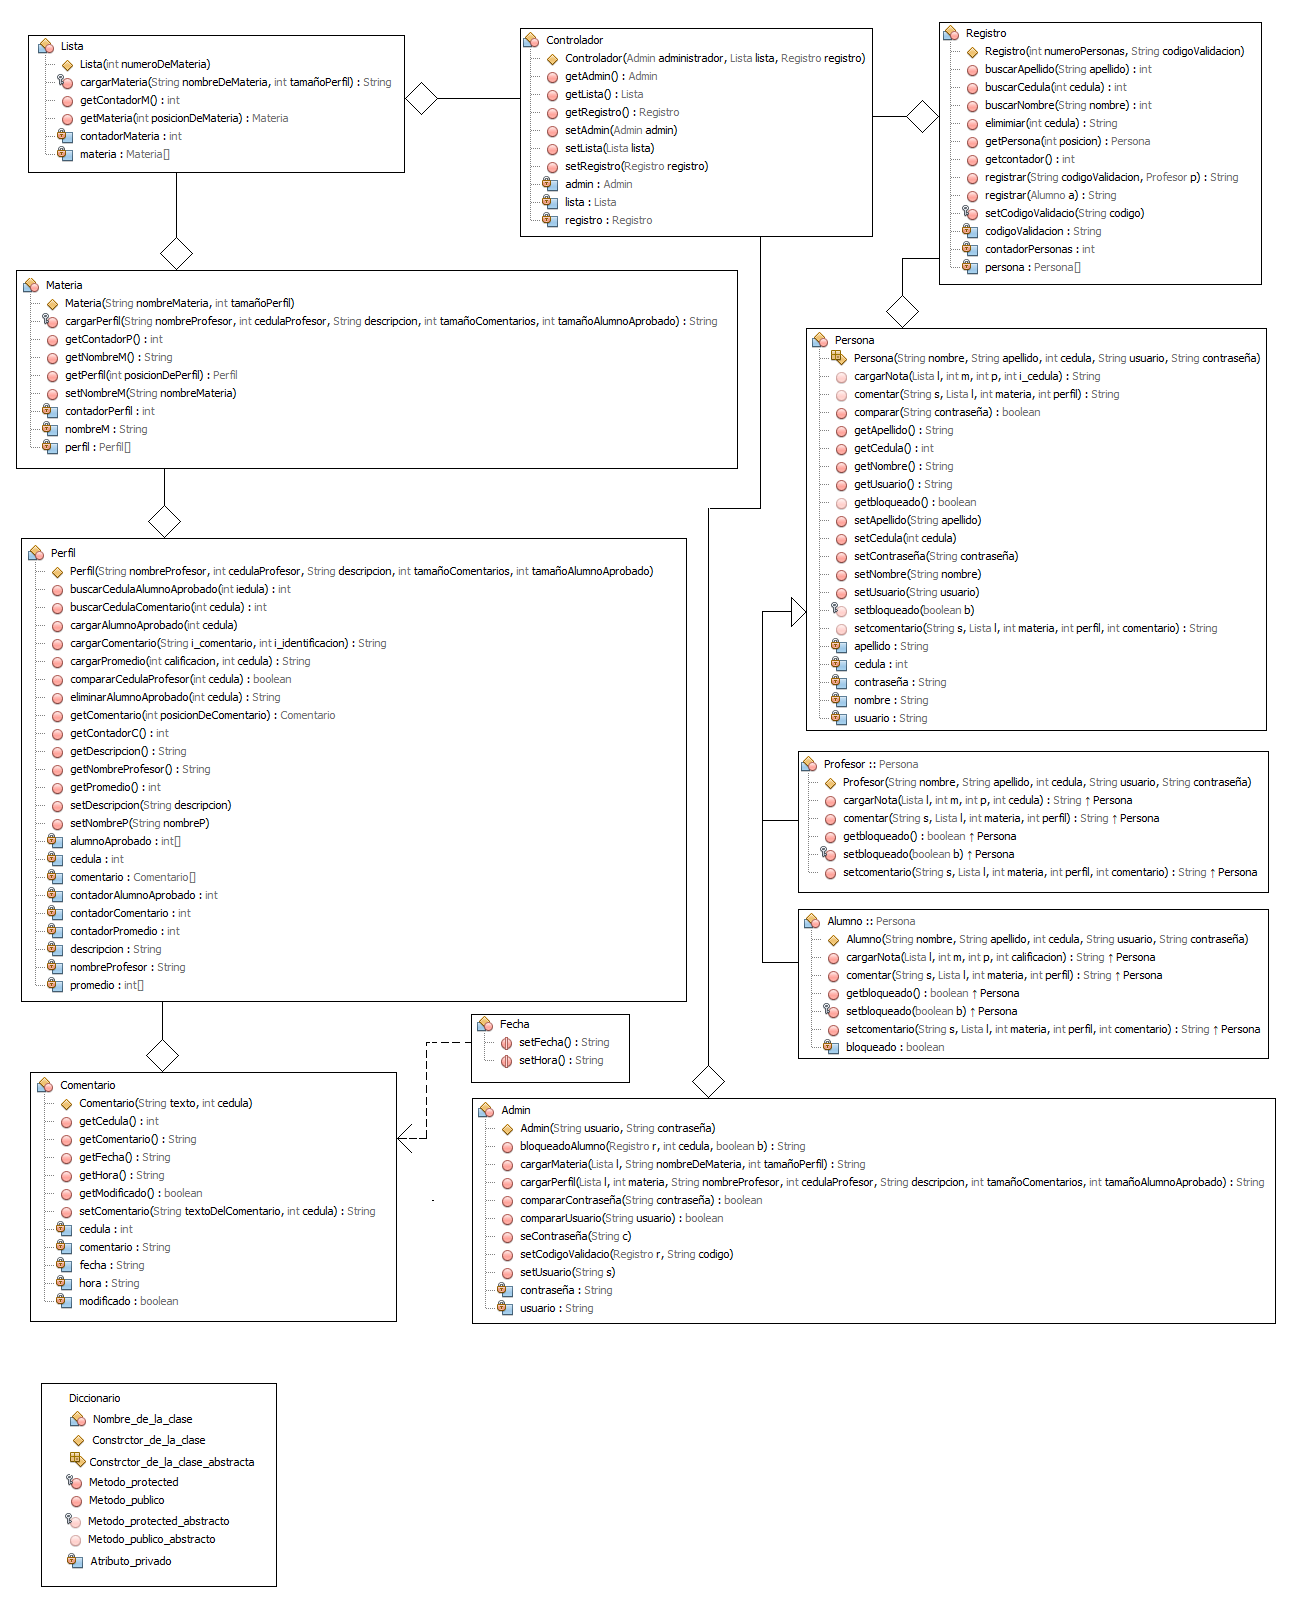 Lista
Lista(int numeroDeMateria)
cargarMateria(String nombreDeMateria, int tamañoPerfil) : String
getContadorM() : int
getMateria(int posicionDeMateria) : Materia
contadorMateria : int
materia : Materia[]
Controlador
Controlador(Admin administrador, Lista lista, Registro registro)
getAdmin() : Admin
getLista() : Lista
getRegistro() : Registro
setAdmin(Admin admin)
setLista(Lista lista)
setRegistro(Registro registro)
admin : Admin
lista : Lista
registro : Registro
Registro
Registro(int numeroPersonas, String codigoValidacion)
buscarApellido(String apellido) : int
buscarCedula(int cedula) : int
buscarNombre(String nombre) : int
elimimiar(int cedula) : String
getPersona(int posicion) : Persona
getcontador() : int
registrar(String codigoValidacion, Profesor p) : String
registrar(Alumno a) : String
setCodigoValidacio(String codigo)
codigoValidacion : String
contadorPersonas : int
persona : Persona[]
Materia
Materia(String nombreMateria, int tamañoPerfil)
cargarPerfil(String nombreProfesor, int cedulaProfesor, String descripcion, int tamañoComentarios, int tamañoAlumnoAprobado) : String
getContadorP() : int
getNombreM() : String
getPerfil(int posicionDePerfil) : Perfil
setNombreM(String nombreMateria)
contadorPerfil : int
nombreM : String
perfil : Perfil[]
Persona
Persona(String nombre, String apellido, int cedula, String usuario, String contraseña)
cargarNota(Lista l, int m, int p, int i_cedula) : String
comentar(String s, Lista l, int materia, int perfil) : String
comparar(String contraseña) : boolean
getApellido() : String
getCedula() : int
getNombre() : String
getUsuario() : String
getbloqueado() : boolean
setApellido(String apellido)
setCedula(int cedula)
setContraseña(String contraseña)
setNombre(String nombre)
setUsuario(String usuario)
setbloqueado(boolean b)
setcomentario(String s, Lista l, int materia, int perfil, int comentario) : String
apellido : String
cedula : int
contraseña : String
nombre : String
usuario : String
Perfil
Perfil(String nombreProfesor, int cedulaProfesor, String descripcion, int tamañoComentarios, int tamañoAlumnoAprobado)
buscarCedulaAlumnoAprobado(int iedula) : int
buscarCedulaComentario(int cedula) : int
cargarAlumnoAprobado(int cedula)
cargarComentario(String i_comentario, int i_identificacion) : String
cargarPromedio(int calificacion, int cedula) : String
compararCedulaProfesor(int cedula) : boolean
eliminarAlumnoAprobado(int cedula) : String
getComentario(int posicionDeComentario) : Comentario
getContadorC() : int
getDescripcion() : String
getNombreProfesor() : String
getPromedio() : int
setDescripcion(String descripcion)
setNombreP(String nombreP)
alumnoAprobado : int[]
cedula : int
comentario : Comentario[]
contadorAlumnoAprobado : int
contadorComentario : int
contadorPromedio : int
descripcion : String
nombreProfesor : String
promedio : int[]
Profesor :: Persona
Profesor(String nombre, String apellido, int cedula, String usuario, String contraseña)
cargarNota(Lista l, int m, int p, int cedula) : String ↑ Persona
comentar(String s, Lista l, int materia, int perfil) : String ↑ Persona
getbloqueado() : boolean ↑ Persona
setbloqueado(boolean b) ↑ Persona
setcomentario(String s, Lista l, int materia, int perfil, int comentario) : String ↑ Persona
Alumno :: Persona
Alumno(String nombre, String apellido, int cedula, String usuario, String contraseña)
cargarNota(Lista l, int m, int p, int calificacion) : String ↑ Persona
comentar(String s, Lista l, int materia, int perfil) : String ↑ Persona
getbloqueado() : boolean ↑ Persona
setbloqueado(boolean b) ↑ Persona
setcomentario(String s, Lista l, int materia, int perfil, int comentario) : String ↑ Persona
bloqueado : boolean
Fecha
setFecha() : String
setHora() : String
Comentario
Comentario(String texto, int cedula)
getCedula() : int
getComentario() : String
getFecha() : String
getHora() : String
getModificado() : boolean
setComentario(String textoDelComentario, int cedula) : String
cedula : int
comentario : String
fecha : String
hora : String
modificado : boolean
Admin
Admin(String usuario, String contraseña)
bloqueadoAlumno(Registro r, int cedula, boolean b) : String
cargarMateria(Lista l, String nombreDeMateria, int tamañoPerfil) : String
cargarPerfil(Lista l, int materia, String nombreProfesor, int cedulaProfesor, String descripcion, int tamañoComentarios, int tamañoAlumnoAprobado) : String
compararContraseña(String contraseña) : boolean
compararUsuario(String usuario) : boolean
seContraseña(String c)
setCodigoValidacio(Registro r, String codigo)
setUsuario(String s)
contraseña : String
usuario : String
Diccionario
Nombre_de_la_clase
Constrctor_de_la_clase
Constrctor_de_la_clase_abstracta
Metodo_protected
Metodo_publico
Metodo_protected_abstracto
Metodo_publico_abstracto
Atributo_privado